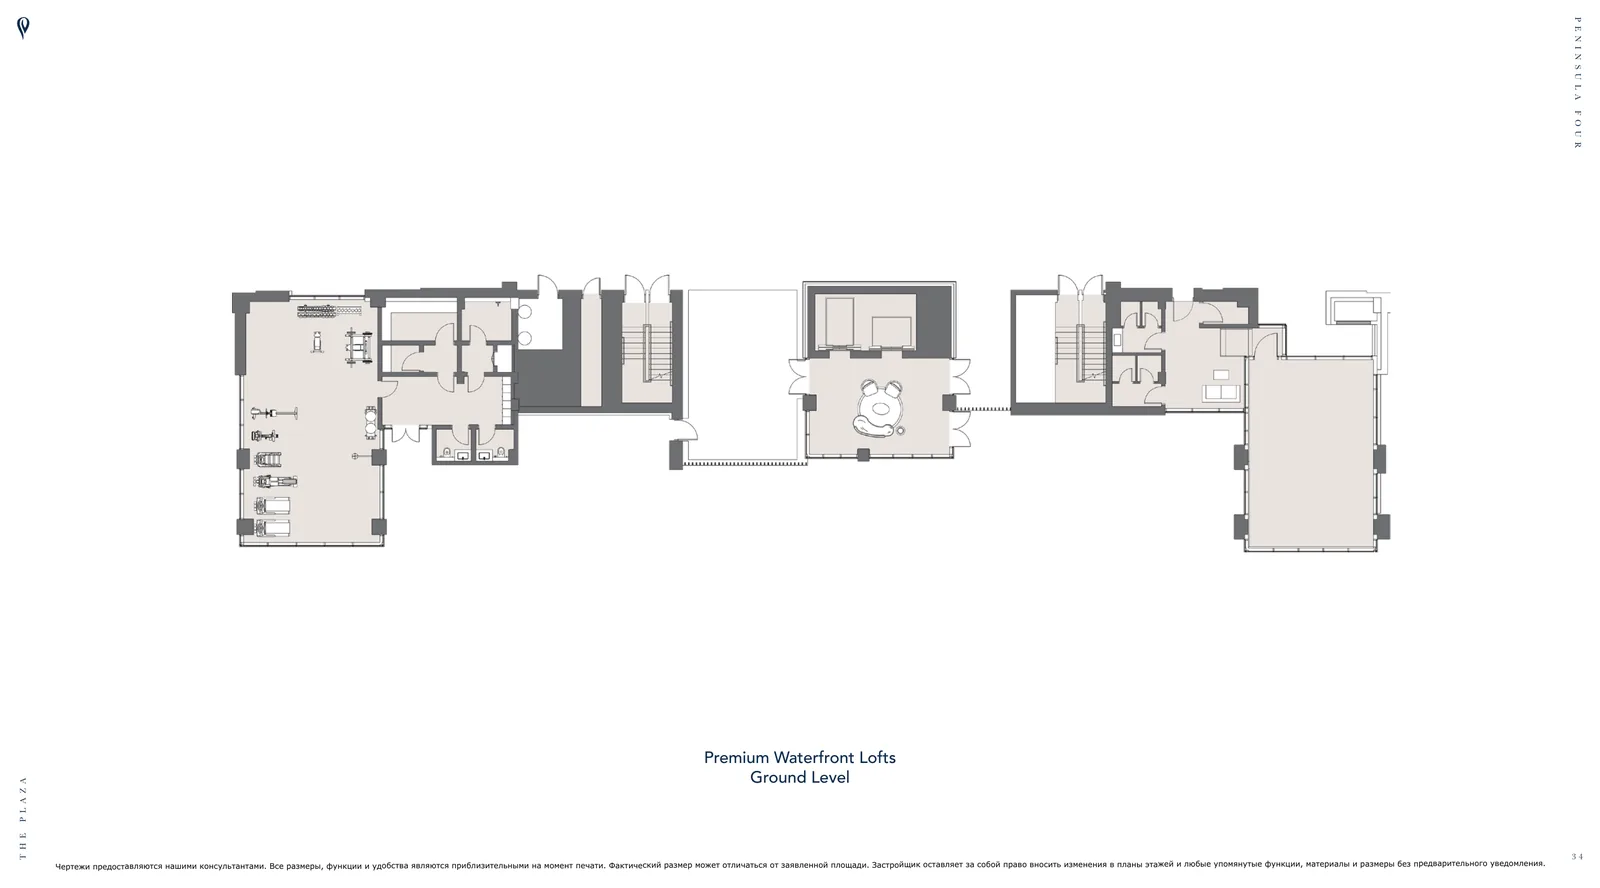 PENINSULA FOUR
Premium Waterfront Lofts
Ground Level
THE PLAZA
Чертежи предоставляются нашими консультантами. Все размеры, функции и удобства являются приблизительными на момент печати. Фактический размер может отличаться от заявленной площади. Застройщик оставляет за собой право вносить изменения в планы этажей и любые упомянутые функции, материалы и размеры без предварительного уведомления.
34